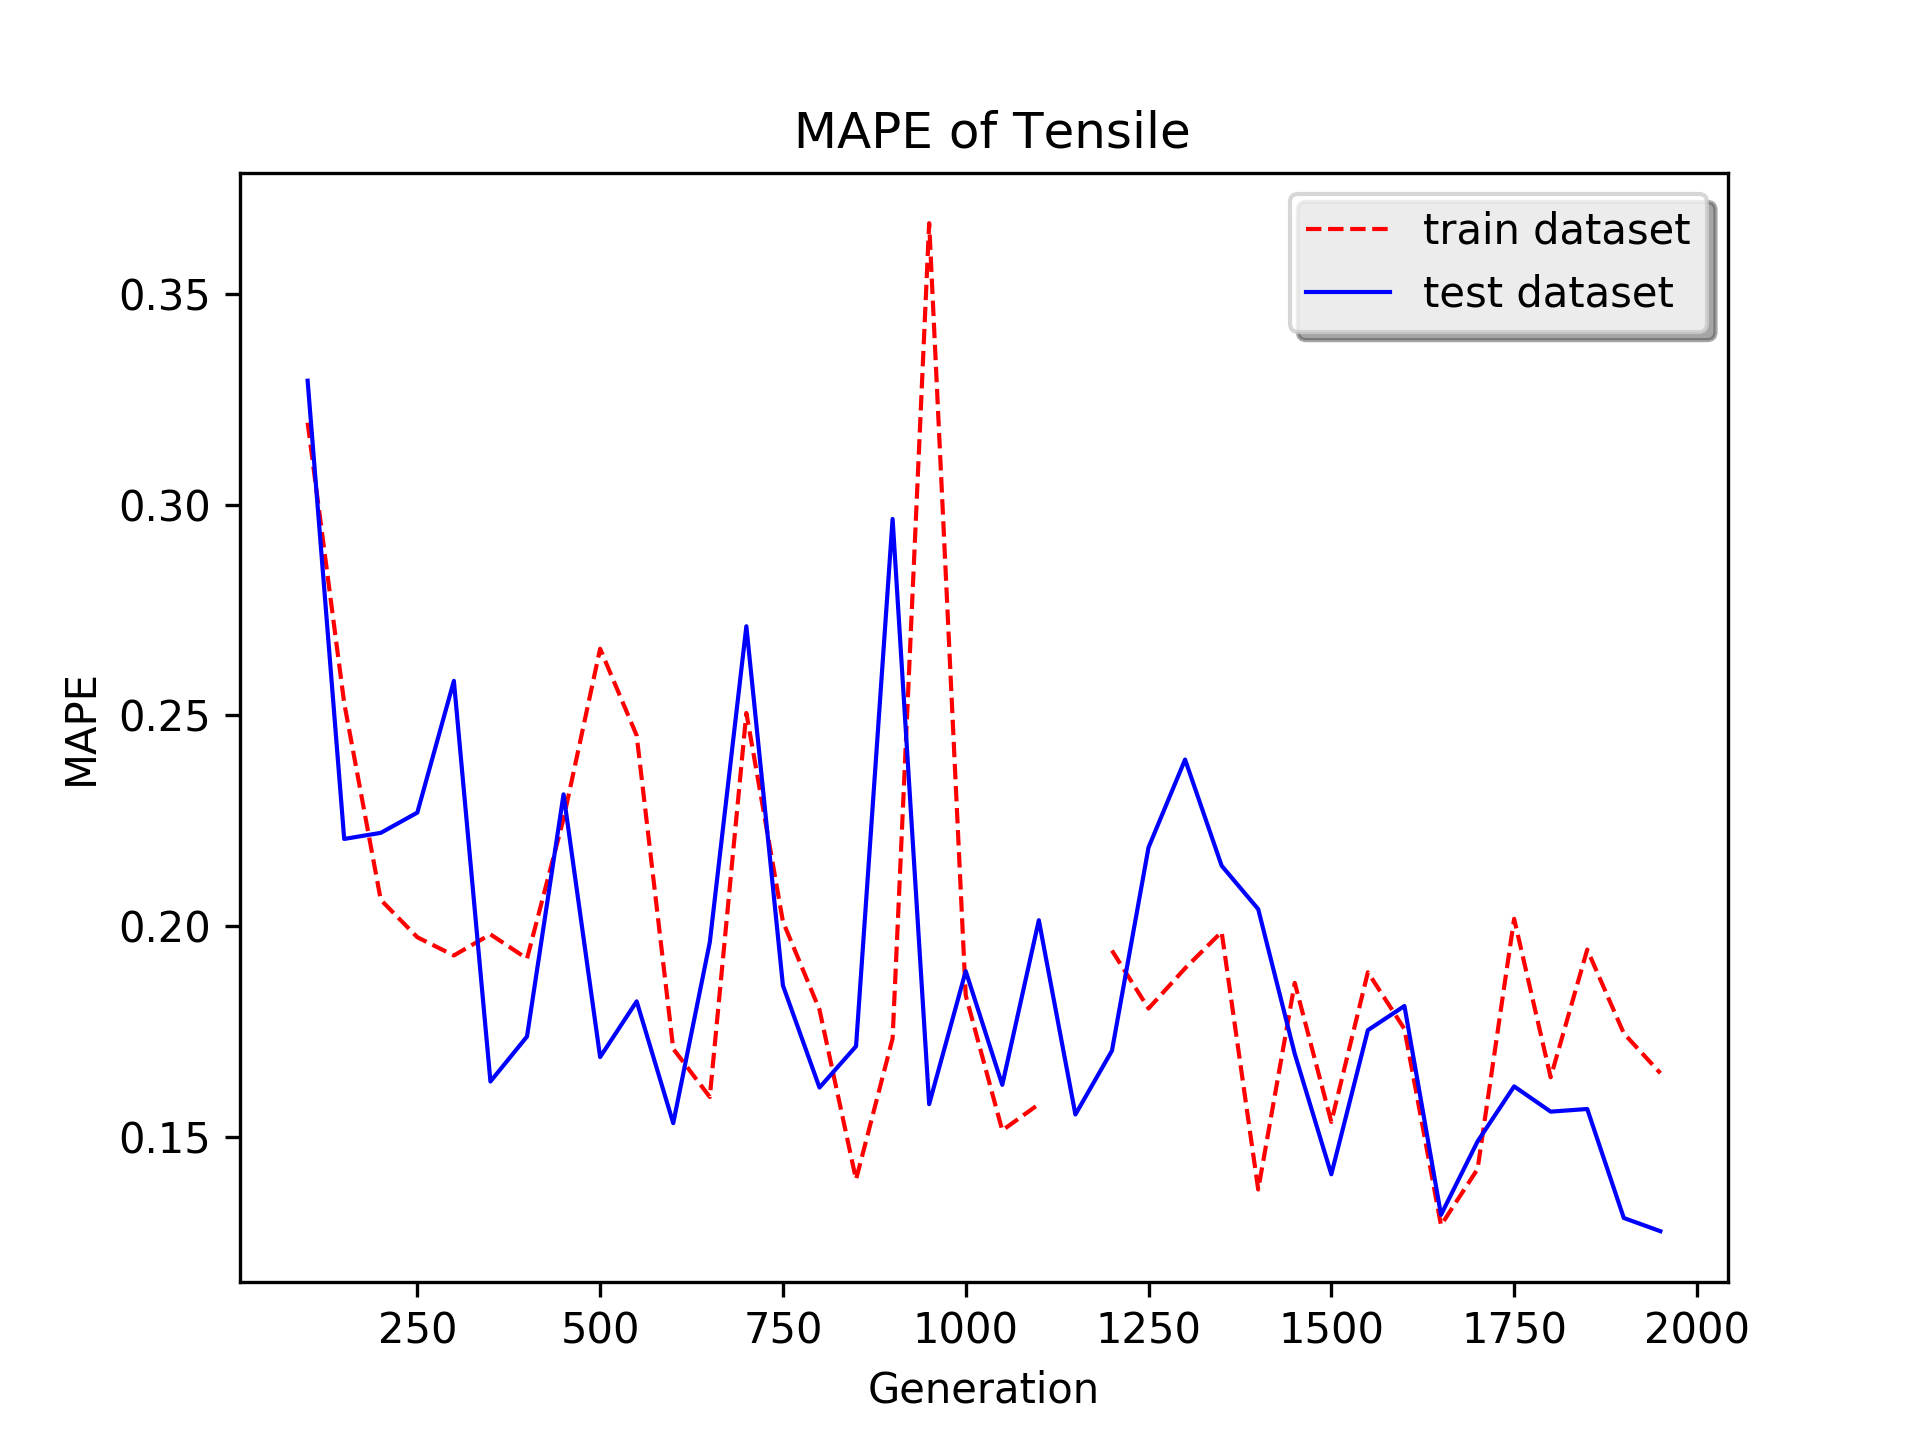 MAPE of Tensile
train dataset
test dataset
MAPE
0.35
0.30
0.25
0.20
0.15
250 500 750 1000 1250 1500 1750 2000
Generation